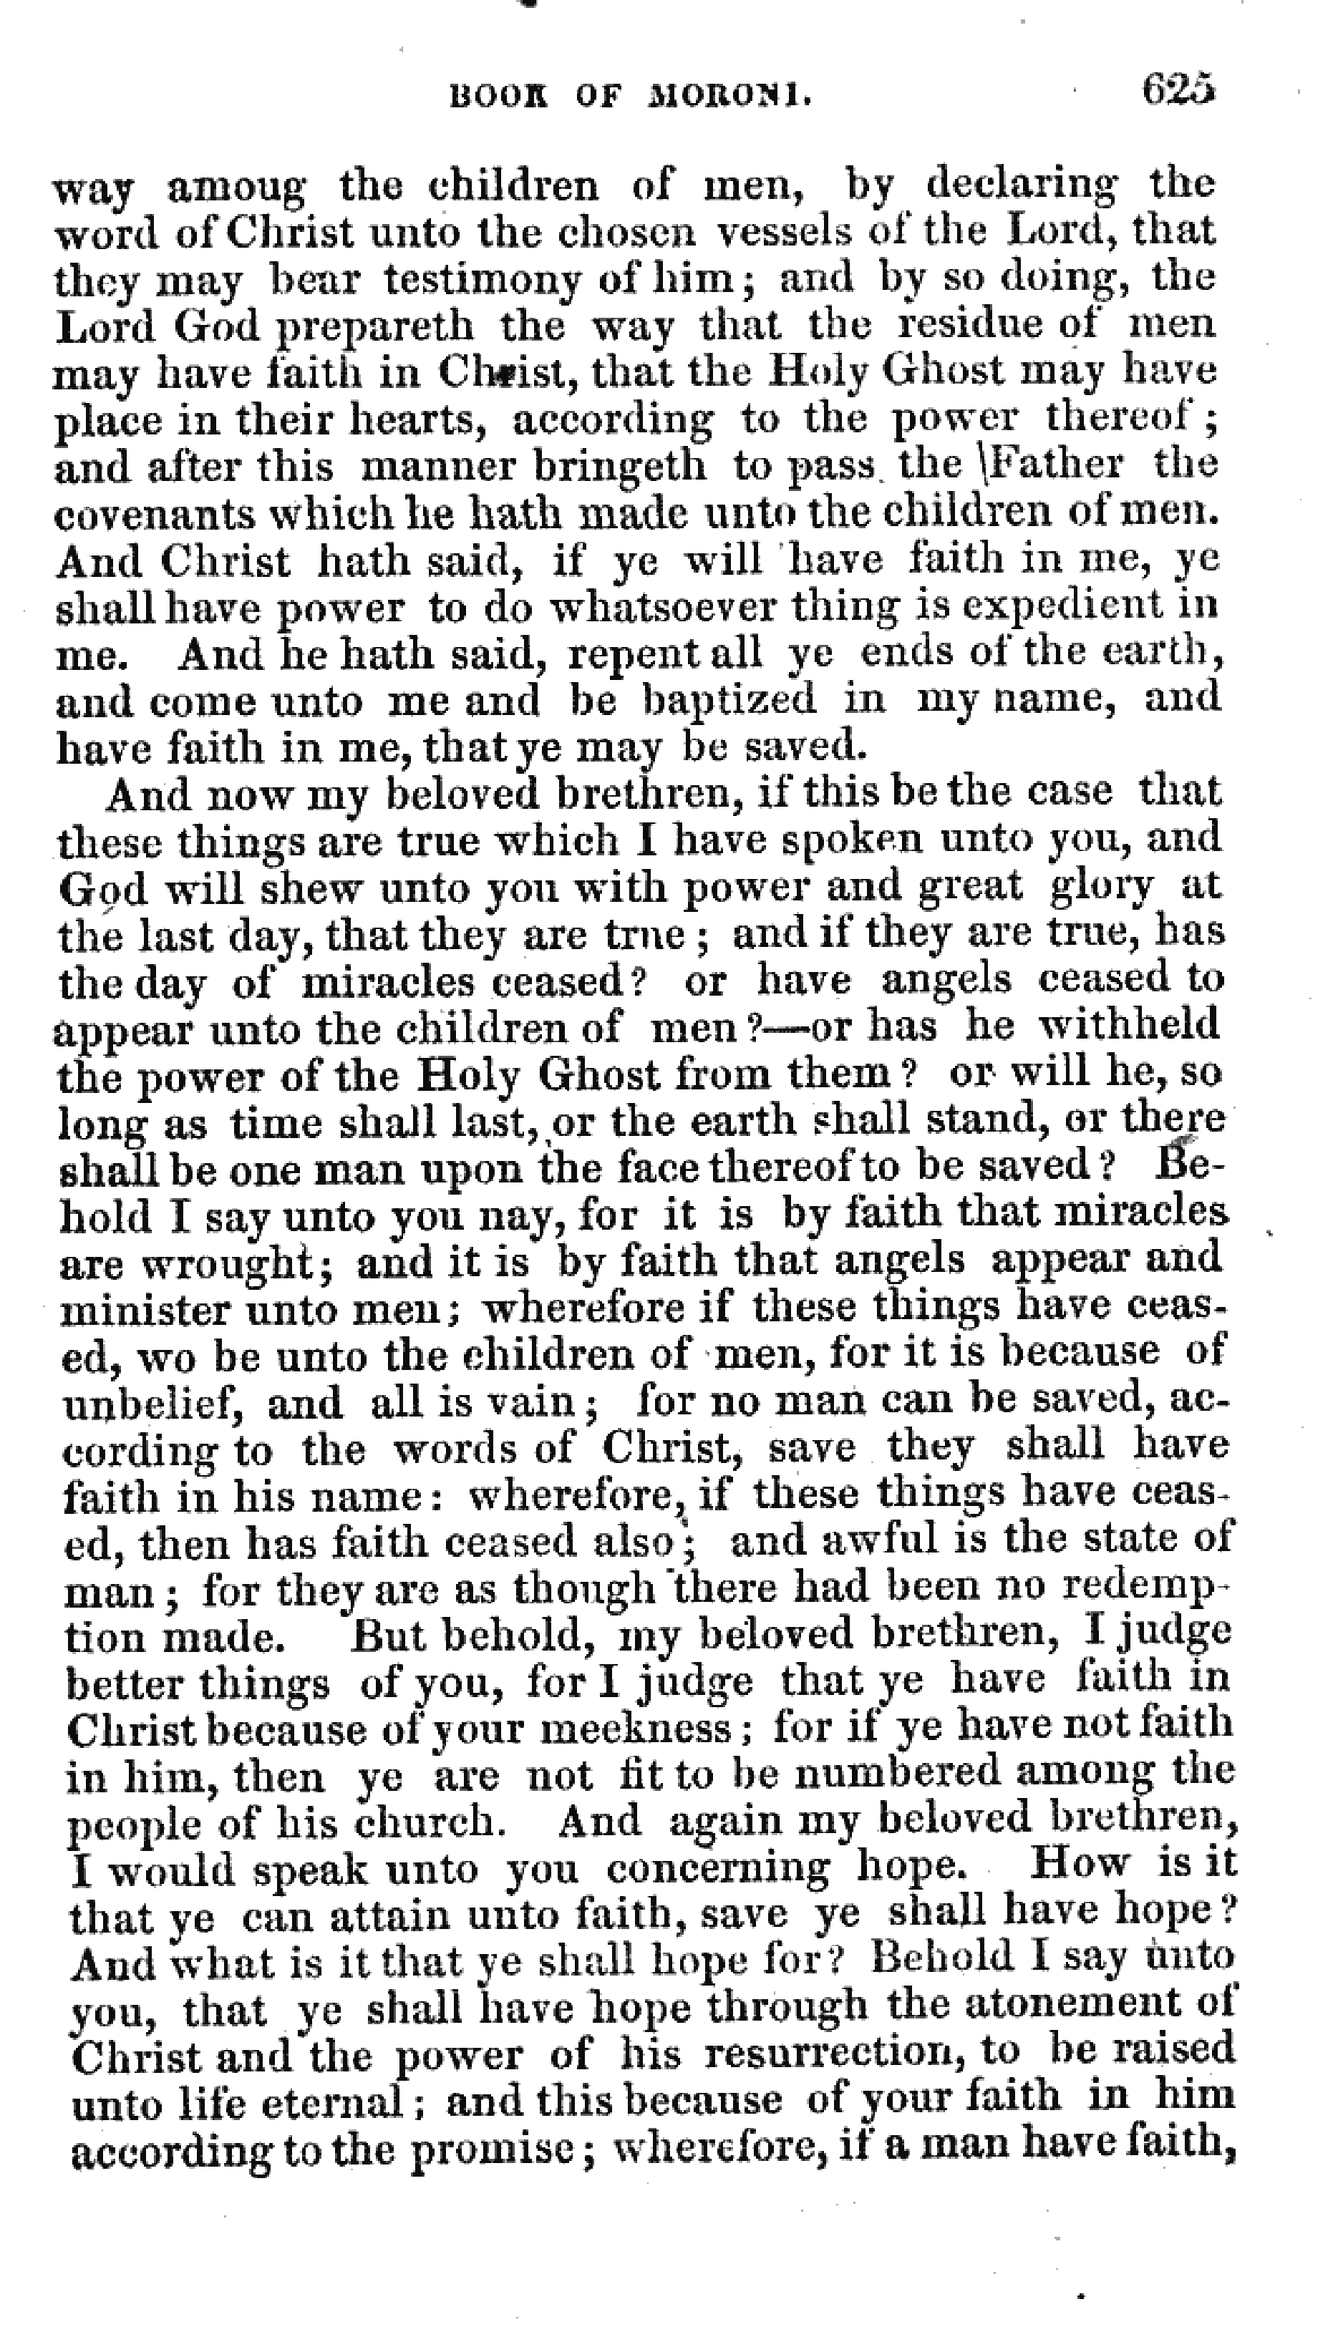 BOOK OF MORONI. 625
way amoug the children of men, by declaring the
word of Christ unto the chosen vessels of the Lord, that
they may bear testimony of him; and by so doing, the
Lord God prepareth the way that the residue of men
may have faith in Christ, that the Holy Ghost may have
place in their hearts, according to the power thereof;
and after this manner bringeth to pass the \Father the
covenants which he hath made unto the children of men.
And Christ hath said, if ye will have faith in me, ye
shall have power to do whatsoever thing is expedient in
me. And he hath said, repent all ye ends of the earth,
and come unto me and be baptized in my name, and
have faith in me, that ye may be saved.
And now my beloved brethren, if this be the case that
these things are true which I have spoken unto you, and
God will shew unto you with power and great glory at
the last day, that they are trne; and if they are true, has
the day of miracles ceased? or have angels ceased to
appear unto the children of men?—or has he withheld
the power of the Holy Ghost from them? or will he, so
long as time shall last, or the earth shall stand, or there
shall be one man upon the face thereof to be saved? Be-
hold I say unto you nay, for it is by faith that miracles
are wrought; and it is by faith that angels appear and
minister unto men; wherefore if these things have ceas-
ed, wo be unto the children of men, for it is because of
unbelief, and all is vain; for no man can be saved, ac-
cording to the words of Christ, save they shall have
faith in his name: wherefore, if these things have ceas-
ed, then has faith ceased also; and awful is the state of
man; for they are as though there had been no redemp-
tion made. But behold, my beloved brethren, I judge
better things of you, for I judge that ye have faith in
Christ because of your meekness; for if ye have not faith
in him, then ye are not fit to be numbered among the
people of his church. And again my beloved brethren,
I would speak unto you concerning hope. How is it
that ye can attain unto faith, save ye shall have hope?
And what is it that ye shall hope for? Behold I say unto
you, that ye shall have hope through the atonement of
Christ and the power of his resurrection, to be raised
unto life eternal; and this because of your faith in him
according to the promise; wherefore, if a man have faith,